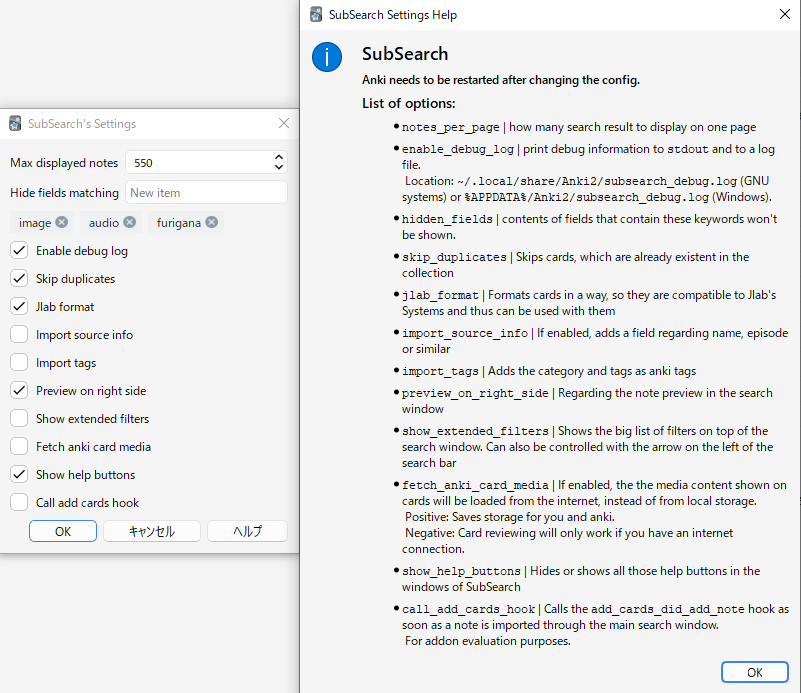 SubSearch's Settings
Max displayed notes 550
Hide fields matching New item
image audio furigana
Enable debug log
Skip duplicates
Jlab format
Import source info
Import tags
Preview on right side
Show extended filters
Fetch anki card media
Show help buttons
Call add cards hook
OK キャンセル ヘルプ
SubSearch Settings Help
SubSearch
Anki needs to be restarted after changing the config.
List of options:
notes_per_page | how many search result to display on one page
enable_debug_log | print debug information to stdout and to a log
file.
Location: ~/.local/share/Anki2/subsearch_debug.log (GNU
systems) or %APPDATA%/Anki2/subsearch_debug.log (Windows).
hidden_fields | contents of fields that contain these keywords won't
be shown.
skip_duplicates | Skips cards, which are already existent in the
collection
jlab_format | Formats cards in a way, so they are compatible to Jlab's
Systems and thus can be used with them
import_source_info | If enabled, adds a field regarding name, episode
or similar
import_tags | Adds the category and tags as anki tags
preview_on_right_side | Regarding the note preview in the search
window
show_extended_filters | Shows the big list of filters on top of the
search window. Can also be controlled with the arrow on the left of the
search bar
fetch_anki_card_media | If enabled, the the media content shown on
cards will be loaded from the internet, instead of from local storage.
Positive: Saves storage for you and anki.
Negative: Card reviewing will only work if you have an internet
connection.
show_help_buttons | Hides or shows all those help buttons in the
windows of SubSearch
call_add_cards_hook | Calls the add_cards_did_add_note hook as
soon as a note is imported through the main search window.
For addon evaluation purposes.
OK